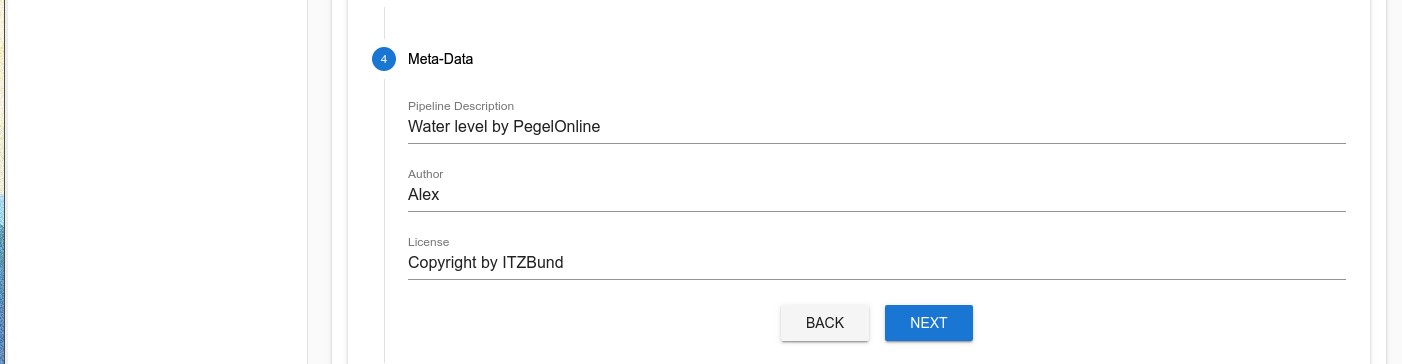 4 Meta-Data
Pipeline Description
Water level by PegelOnline
Author
Alex
License
Copyright by ITZBund
BACK NEXT